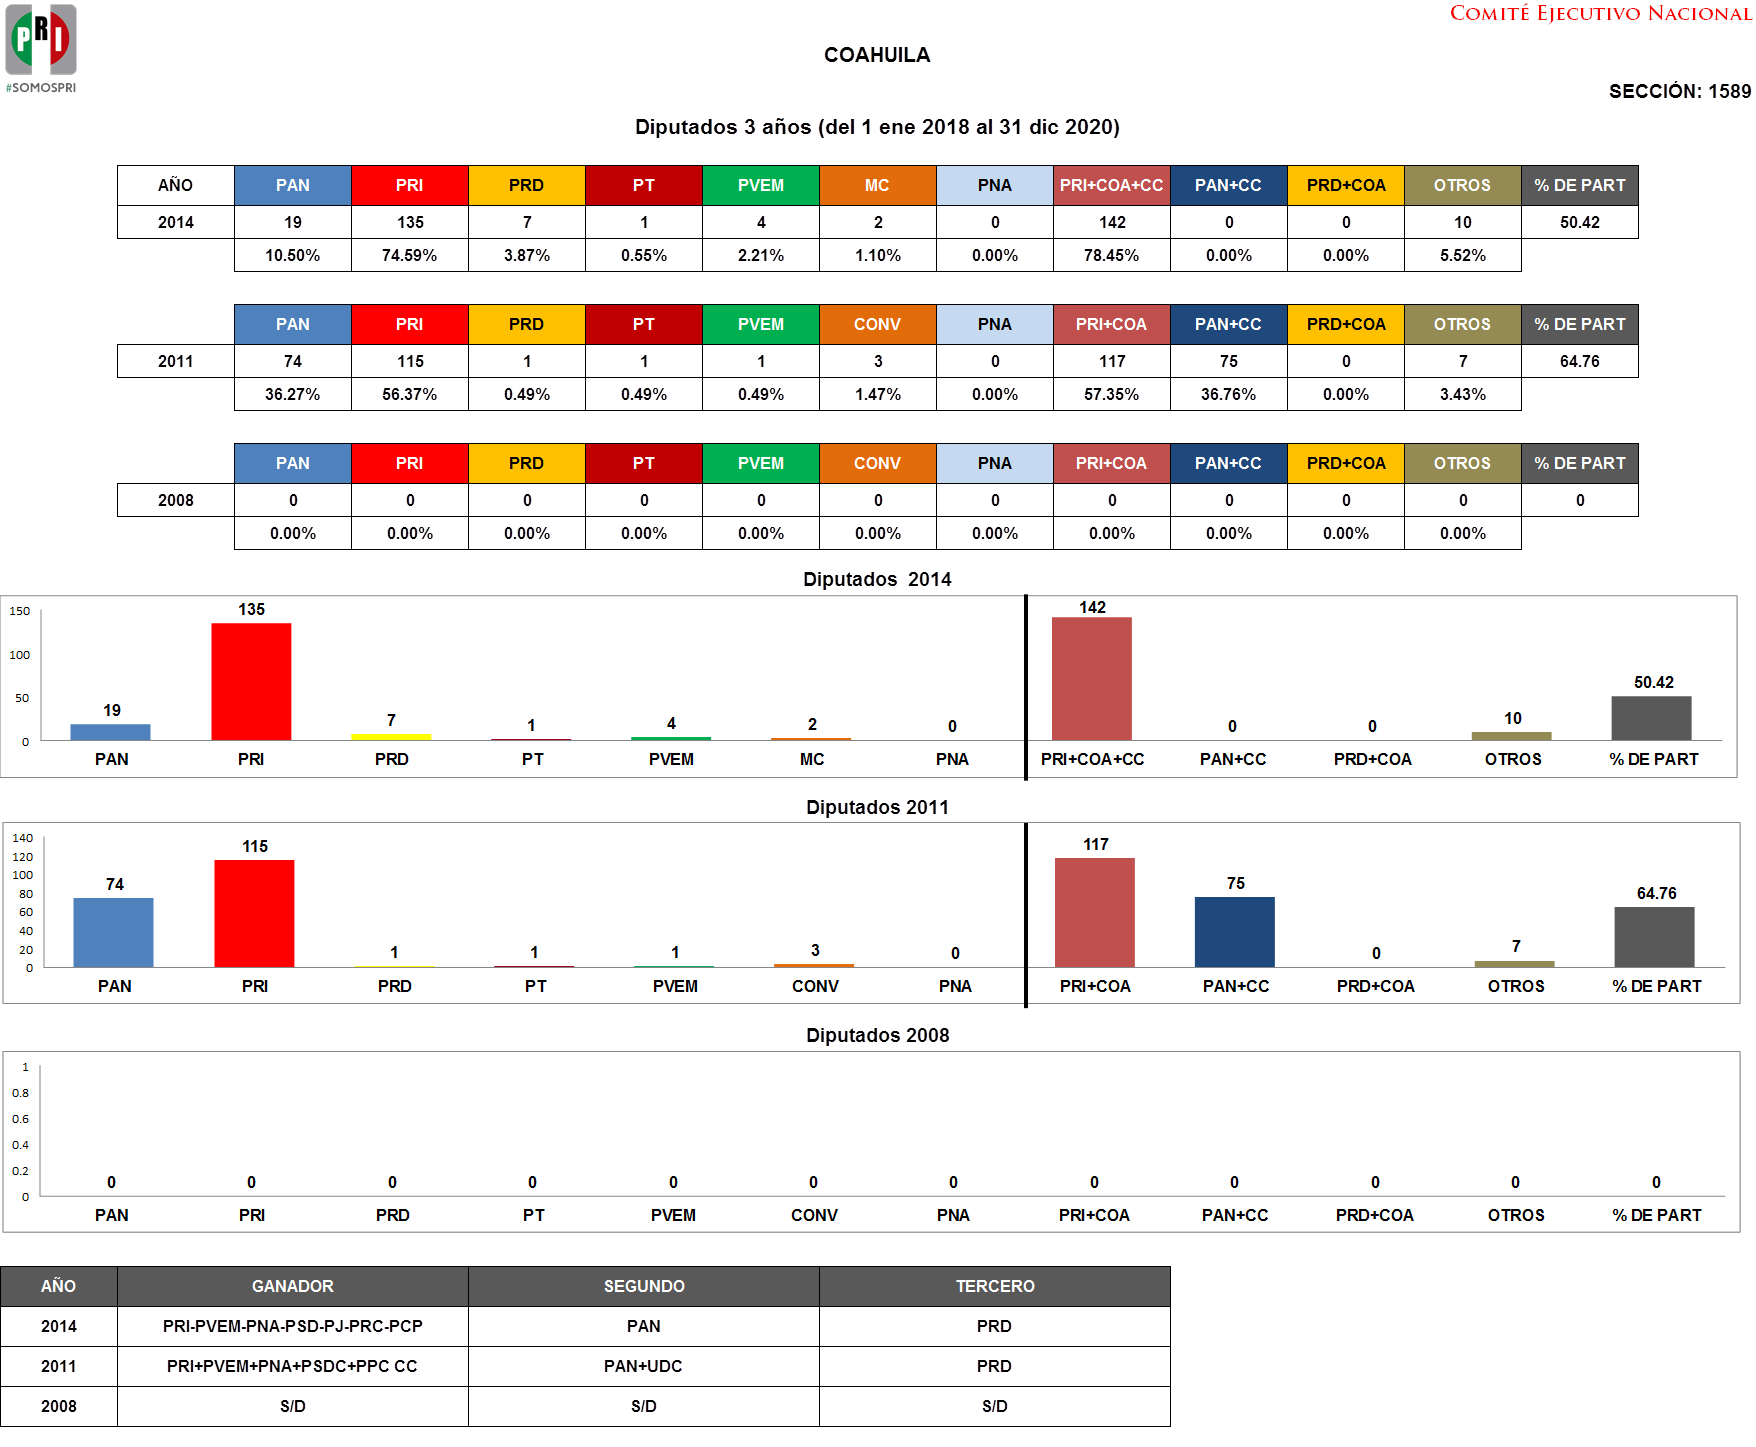 PRI
#SOMOSPRI
COMITÉ EJECUTIVO NACIONAL
COAHUILA
SECCIÓN: 1589
Diputados 3 años (del 1 ene 2018 al 31 dic 2020)
AÑO PAN PRI PRD PT PVEM MC PNA PRI+COA+CC PAN+CC PRD+COA OTROS % DE PART
2014 19 135 7 1 4 2 0 142 0 0 10 50.42
10.50% 74.59% 3.87% 0.55% 2.21% 1.10% 0.00% 78.45% 0.00% 0.00% 5.52%
PAN PRI PRD PT PVEM CONV PNA PRI+COA PAN+CC PRD+COA OTROS % DE PART
2011 74 115 1 1 1 3 0 117 75 0 7 64.76
36.27% 56.37% 0.49% 0.49% 0.49% 1.47% 0.00% 57.35% 36.76% 0.00% 3.43%
PAN PRI PRD PT PVEM CONV PNA PRI+COA PAN+CC PRD+COA OTROS % DE PART
2008 0 0 0 0 0 0 0 0 0 0 0 0
0.00% 0.00% 0.00% 0.00% 0.00% 0.00% 0.00% 0.00% 0.00% 0.00% 0.00%
Diputados 2014
150
100
50
0
19 135 7 1 4 2 0 142 0 0 10 50.42
PAN PRI PRD PT PVEM MC PNA PRI+COA+CC PAN+CC PRD+COA OTROS % DE PART
Diputados 2011
140
120
100
80
60
40
20
0
74 115 1 1 1 3 0 117 75 0 7 64.76
PAN PRI PRD PT PVEM CONV PNA PRI+COA PAN+CC PRD+COA OTROS % DE PART
Diputados 2008
1
0.8
0.6
0.4
0.2
0
0 0 0 0 0 0 0 0 0 0 0 0
PAN PRI PRD PT PVEM CONV PNA PRI+COA PAN+CC PRD+COA OTROS % DE PART
AÑO GANADOR SEGUNDO TERCERO
2014 PRI-PVEM-PNA-PSD-PJ-PRC-PCP PAN PRD
2011 PRI+PVEM+PNA+PSDC+PPC CC PAN+UDC PRD
2008 S/D S/D S/D